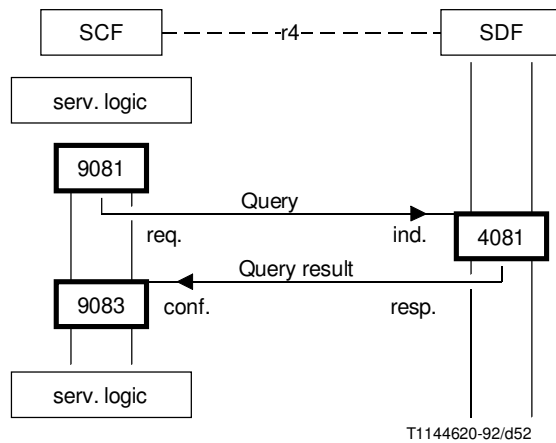 SCF r4 SDF
serv. logic
9081
Query
req. ind. 4081
Query result
9083 conf. resp.
serv. logic
T1144620-92/d52